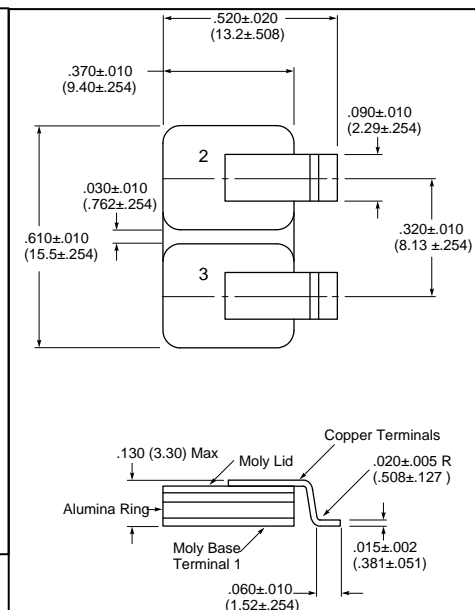 .520±.020
(13.2±.508)
.370±.010
(9.40±.254)
.090±.010
(2.29±.254)
2
.030±.010
(.762±.254)
.320±.010
(8.13 ±.254)
.610±.010
(15.5±.254)
3
Copper Terminals
.130 (3.30) Max
Moly Lid
.020±.005 R
(.508±.127 )
Alumina Ring
Moly Base
Terminal 1
.015±.002
(.381±.051)
.060±.010
(1.52±.254)